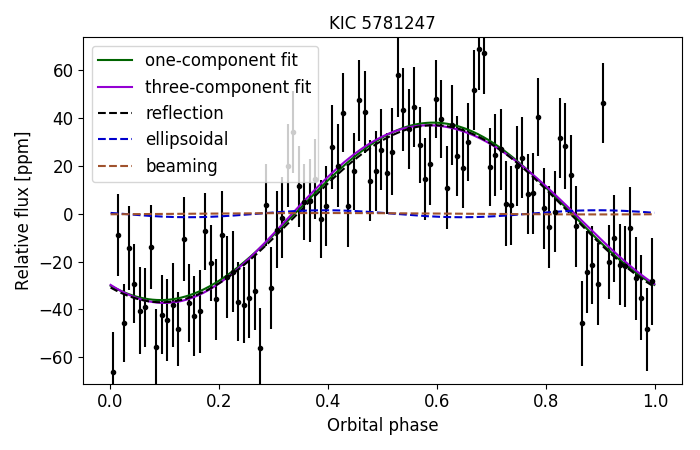 KIC 5781247
one-component fit
three-component fit
reflection
ellipsoidal
beaming
Relative flux [ppm]
60
40
20
0
−20
−40
−60
0.0 0.2 0.4 0.6 0.8 1.0
Orbital phase